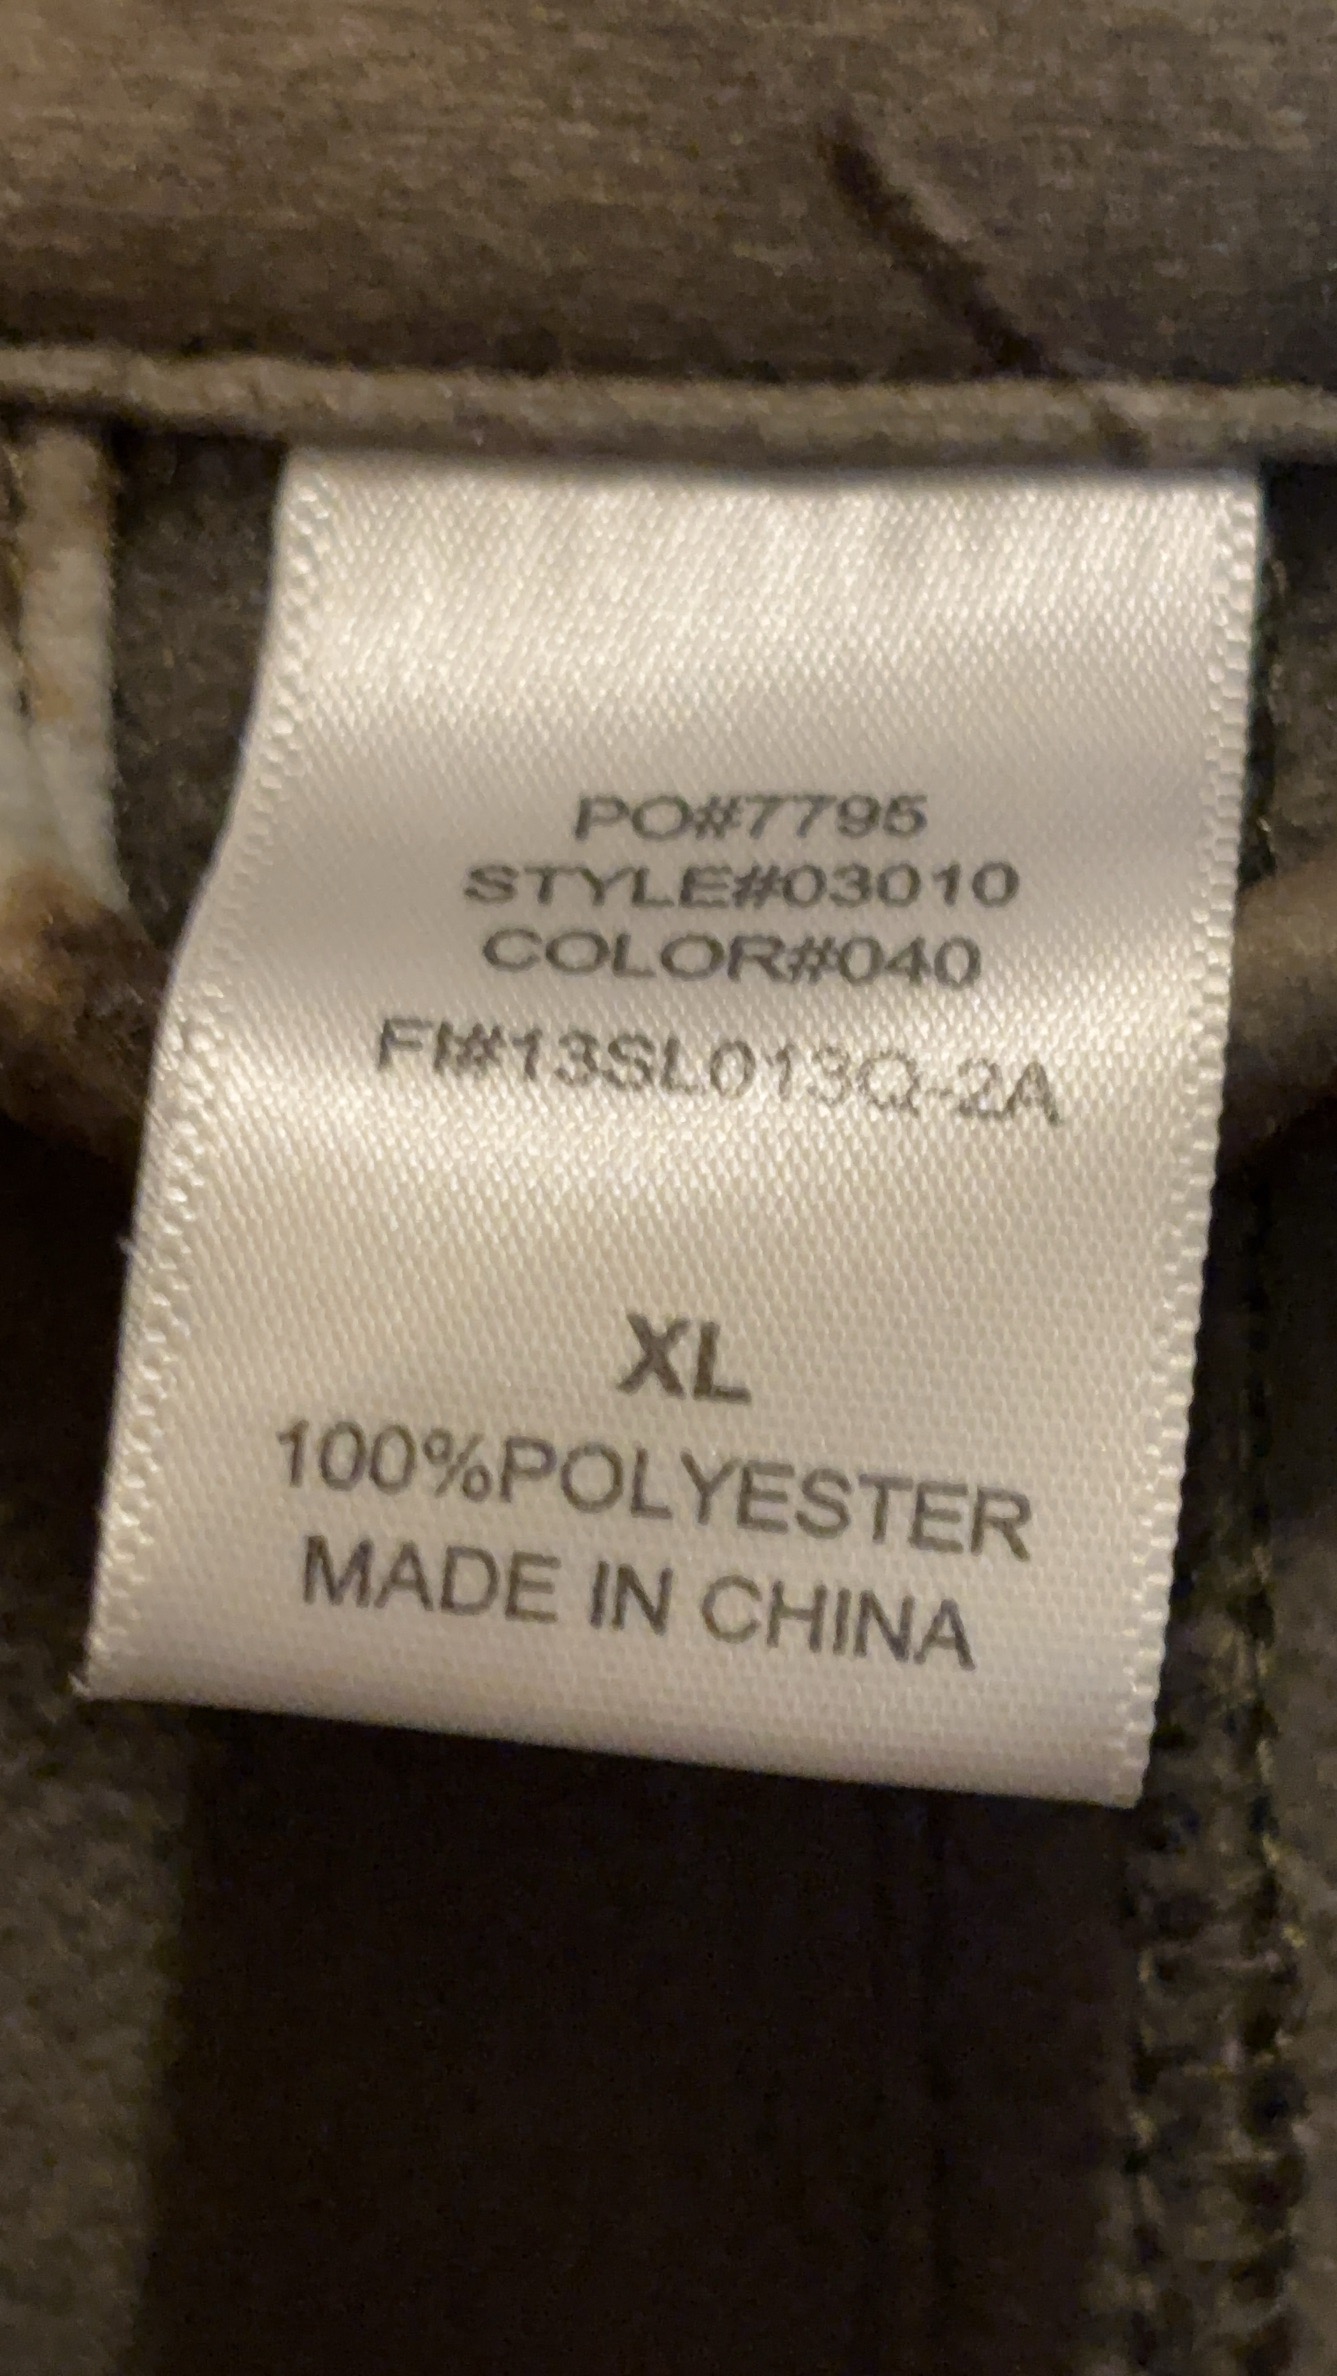 PO#7795
STYLE#03010
COLOR#040
FI#13SL013Q-2A
XL
100%POLYESTER
MADE IN CHINA